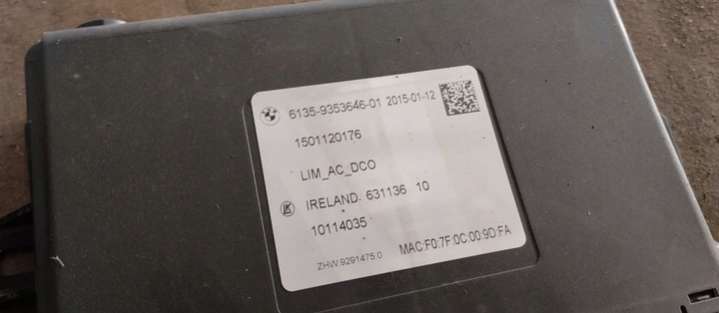 6135-9353646-01 2015-01-12
1501120176
LIM_AC_DCO
IRELAND. 631136 10
10114035
ZHW.9291475.0 MAC:F0:7F:0C:00:9D:FA